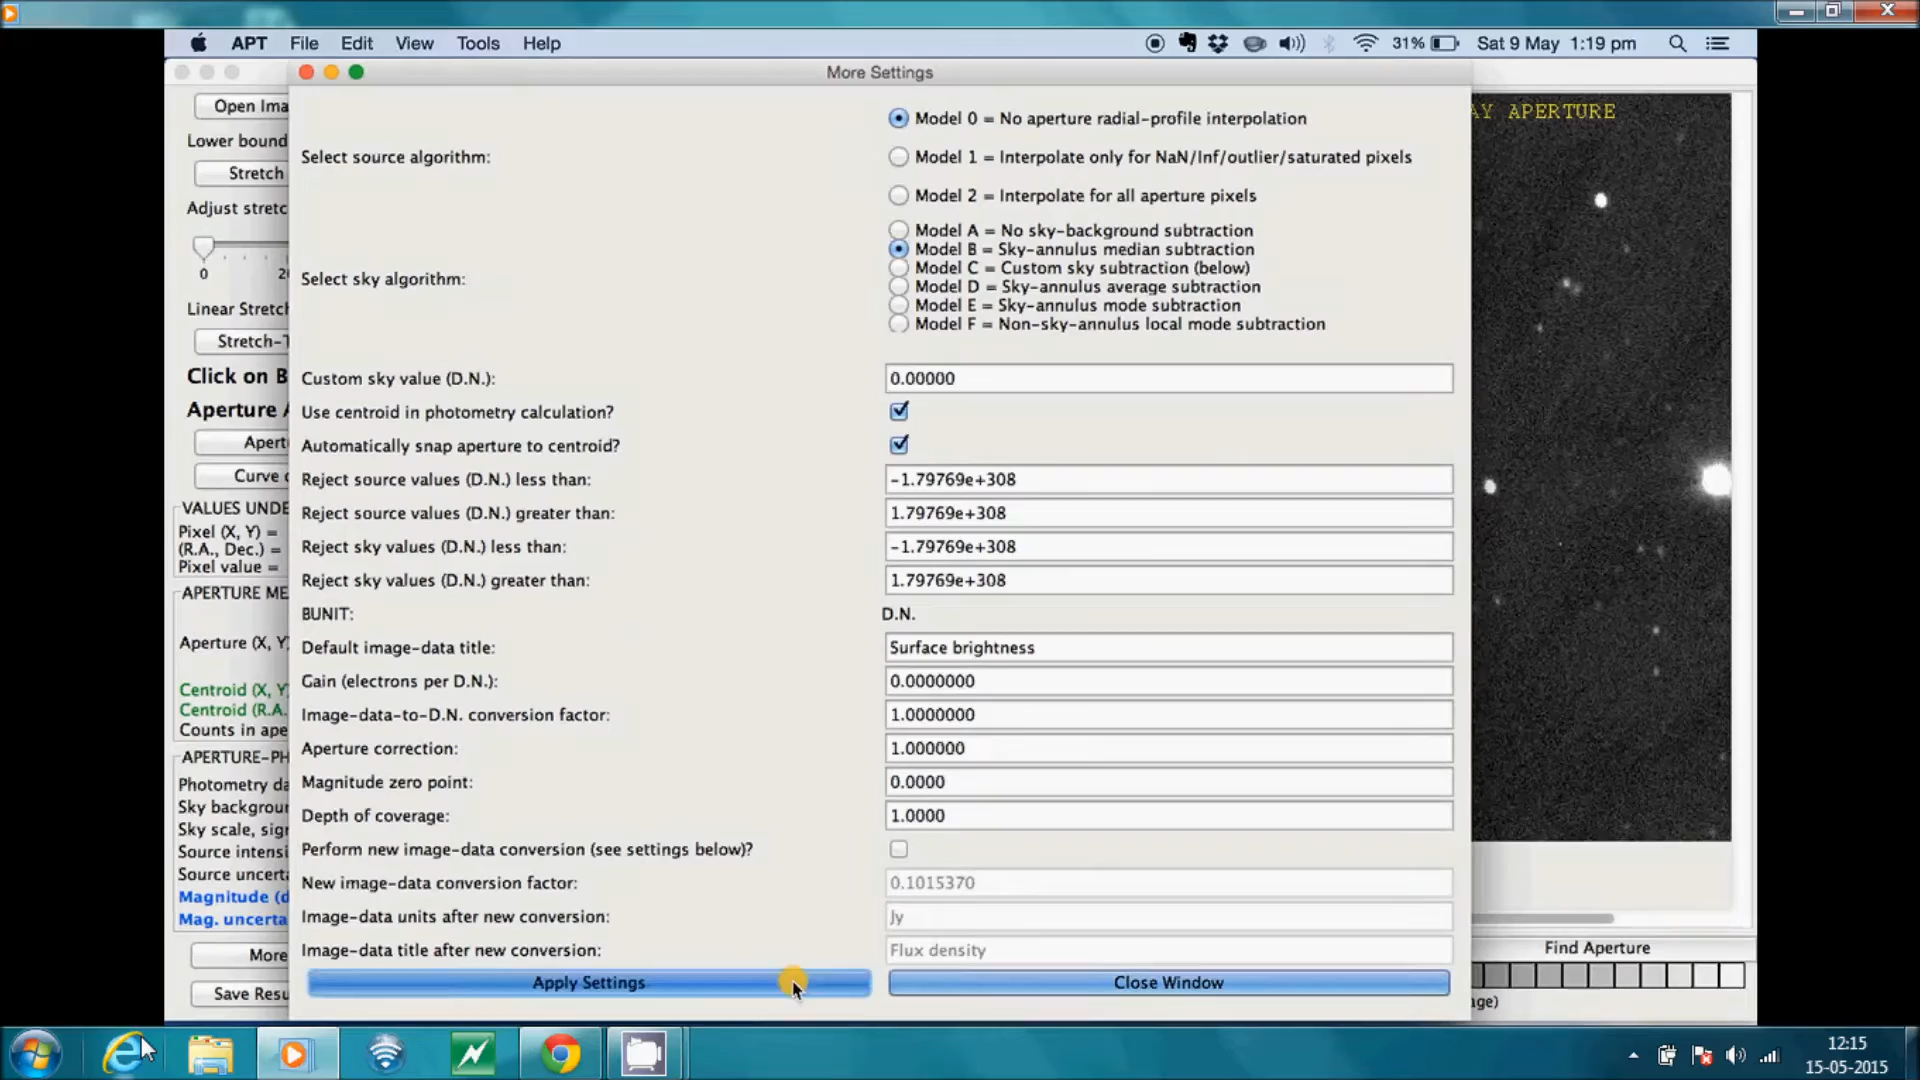 APT File Edit View Tools Help 31% Sat 9 May 1:19 pm
More Settings
Open Ima
Lower bound
Stretch
Adjust stretc
0 20
Linear Stretc
Stretch-T
Click on B
Aperture A
Apert
Curve o
VALUES UNDE
Pixel (X, Y) =
(R.A., Dec.) =
Pixel value =
APERTURE ME
Aperture (X, Y)
Centroid (X, Y)
Centroid (R.A.
Counts in ape
APERTURE-PH
Photometry da
Sky backgroun
Sky scale, sig
Source intensi
Source uncerta
Magnitude (d
Mag. uncerta
More
Save Resu
Select source algorithm:
Model 0 = No aperture radial-profile interpolation
Model 1 = Interpolate only for NaN/Inf/outlier/saturated pixels
Model 2 = Interpolate for all aperture pixels
Select sky algorithm:
Model A = No sky-background subtraction
Model B = Sky-annulus median subtraction
Model C = Custom sky subtraction (below)
Model D = Sky-annulus average subtraction
Model E = Sky-annulus mode subtraction
Model F = Non-sky-annulus local mode subtraction
Custom sky value (D.N.): 0.00000
Use centroid in photometry calculation?
Automatically snap aperture to centroid?
Reject source values (D.N.) less than: -1.79769e+308
Reject source values (D.N.) greater than: 1.79769e+308
Reject sky values (D.N.) less than: -1.79769e+308
Reject sky values (D.N.) greater than: 1.79769e+308
BUNIT: D.N.
Default image-data title: Surface brightness
Gain (electrons per D.N.): 0.0000000
Image-data-to-D.N. conversion factor: 1.0000000
Aperture correction: 1.000000
Magnitude zero point: 0.0000
Depth of coverage: 1.0000
Perform new image-data conversion (see settings below)?
New image-data conversion factor: 0.1015370
Image-data units after new conversion: Jy
Image-data title after new conversion: Flux density
Apply Settings Close Window
AY APERTURE
Find Aperture
ge)
12:15
15-05-2015